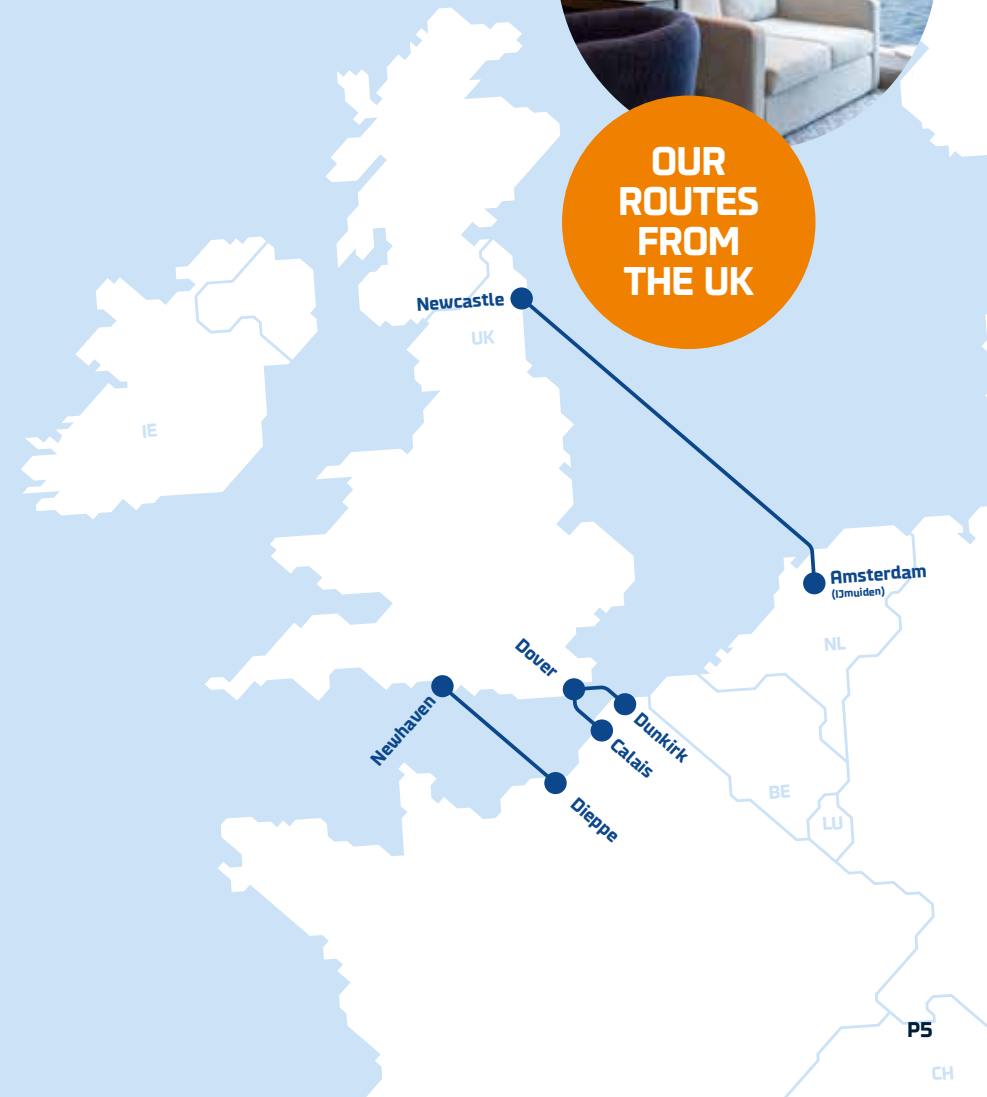 OUR
ROUTES
FROM
THE UK
Newcastle
UK
IE
Amsterdam
(IJmuiden)
NL
Dover
Dunkirk
Calais
Newhaven
Dieppe
BE
LU
P5
CH